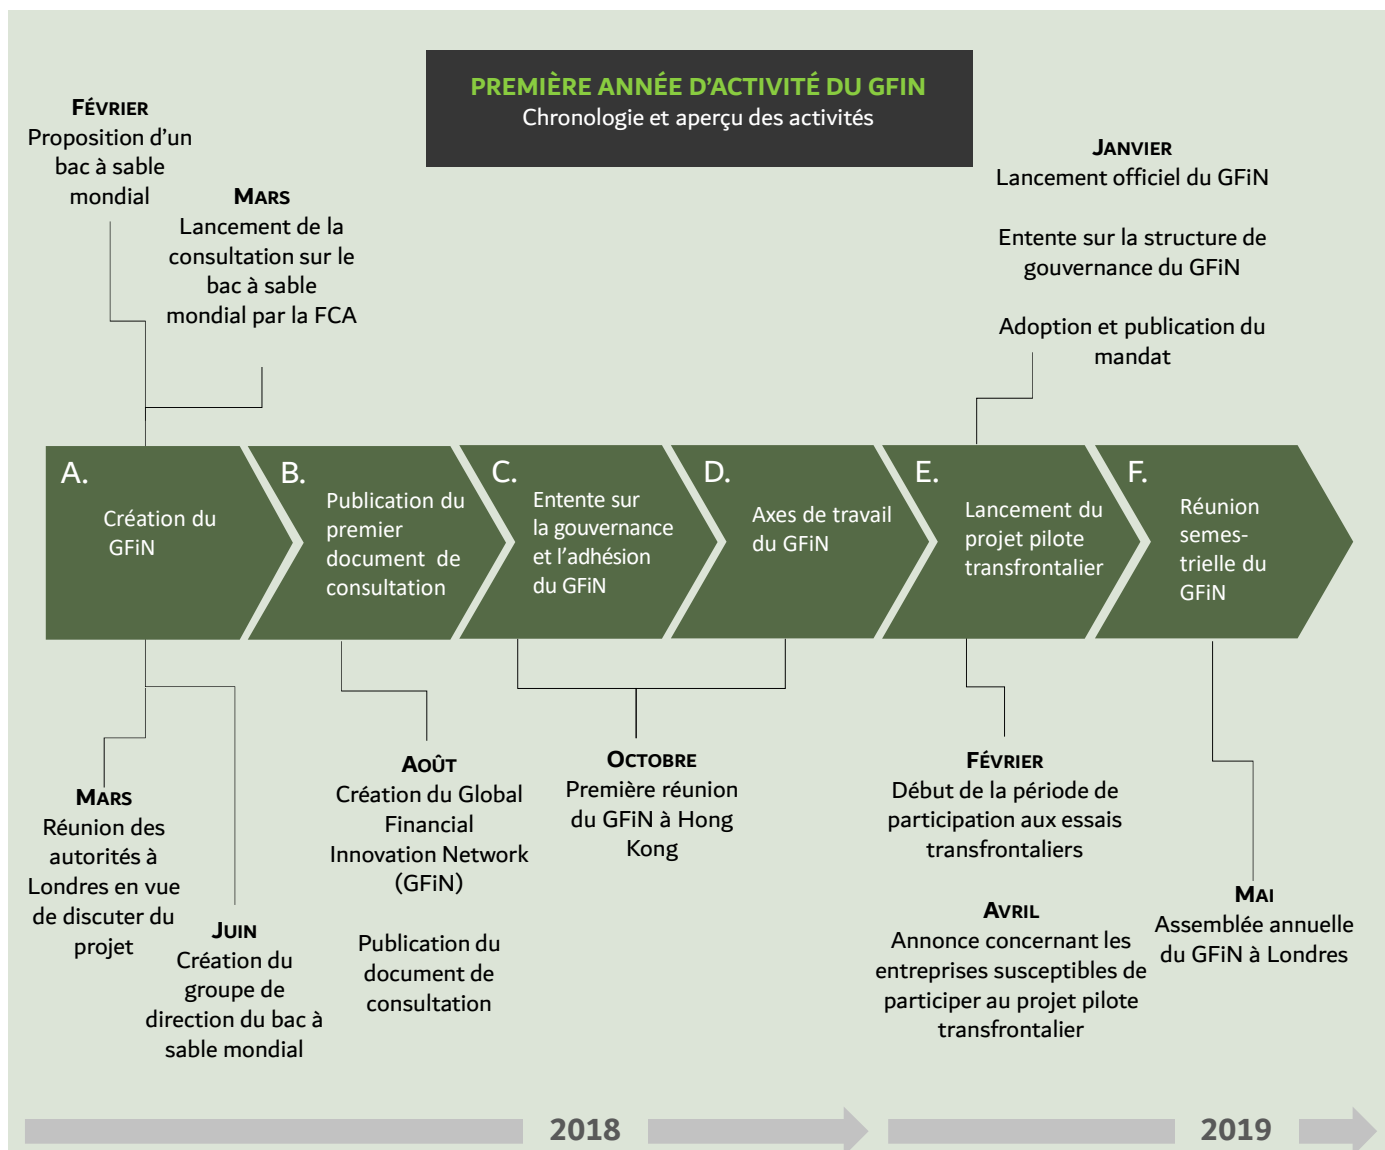 PREMIÈRE ANNÉE D’ACTIVITÉ DU GFIN
Chronologie et aperçu des activités
FÉVRIER
Proposition d’un
bac à sable
mondial
MARS
Lancement de la
consultation sur le
bac à sable
mondial par la FCA
JANVIER
Lancement officiel du GFiN
Entente sur la structure de
gouvernance du GFiN
Adoption et publication du
mandat
A.
Création du
GFiN
B.
Publication du
premier
document de
consultation
C.
Entente sur
la gouvernance
et l’adhésion
du GFiN
D.
Axes de travail
du GFiN
E.
Lancement du
projet pilote
transfrontalier
F.
Réunion
semes-
trielle du
GFiN
MARS
Réunion des
autorités à
Londres en vue
de discuter du
projet
JUIN
Création du
groupe de
direction du bac à
sable mondial
AOÛT
Création du Global
Financial
Innovation Network
(GFiN)
Publication du
document de
consultation
OCTOBRE
Première réunion
du GFiN à Hong
Kong
FÉVRIER
Début de la période de
participation aux essais
transfrontaliers
AVRIL
Annonce concernant les
entreprises susceptibles de
participer au projet pilote
transfrontalier
MAI
Assemblée annuelle
du GFiN à Londres
2018
2019